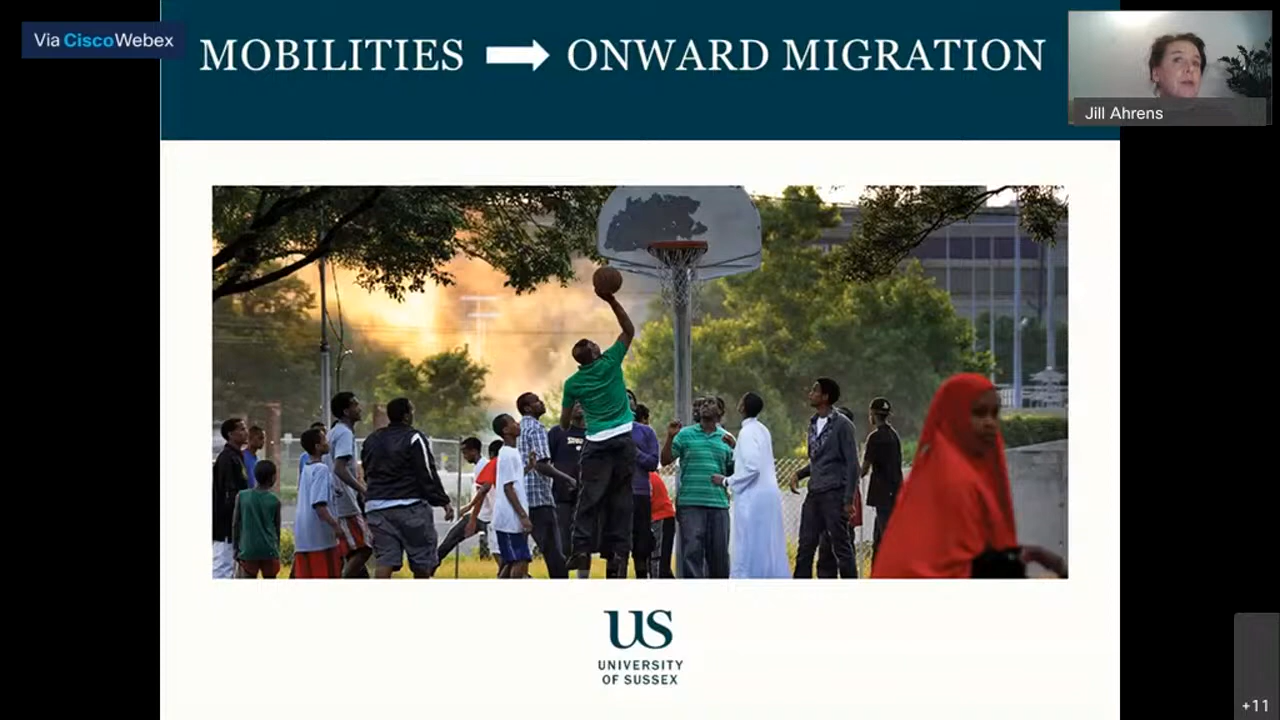 Via CiscoWebex
MOBILITIES ➡ ONWARD MIGRATION
Jill Ahrens
US
UNIVERSITY
OF SUSSEX
+11